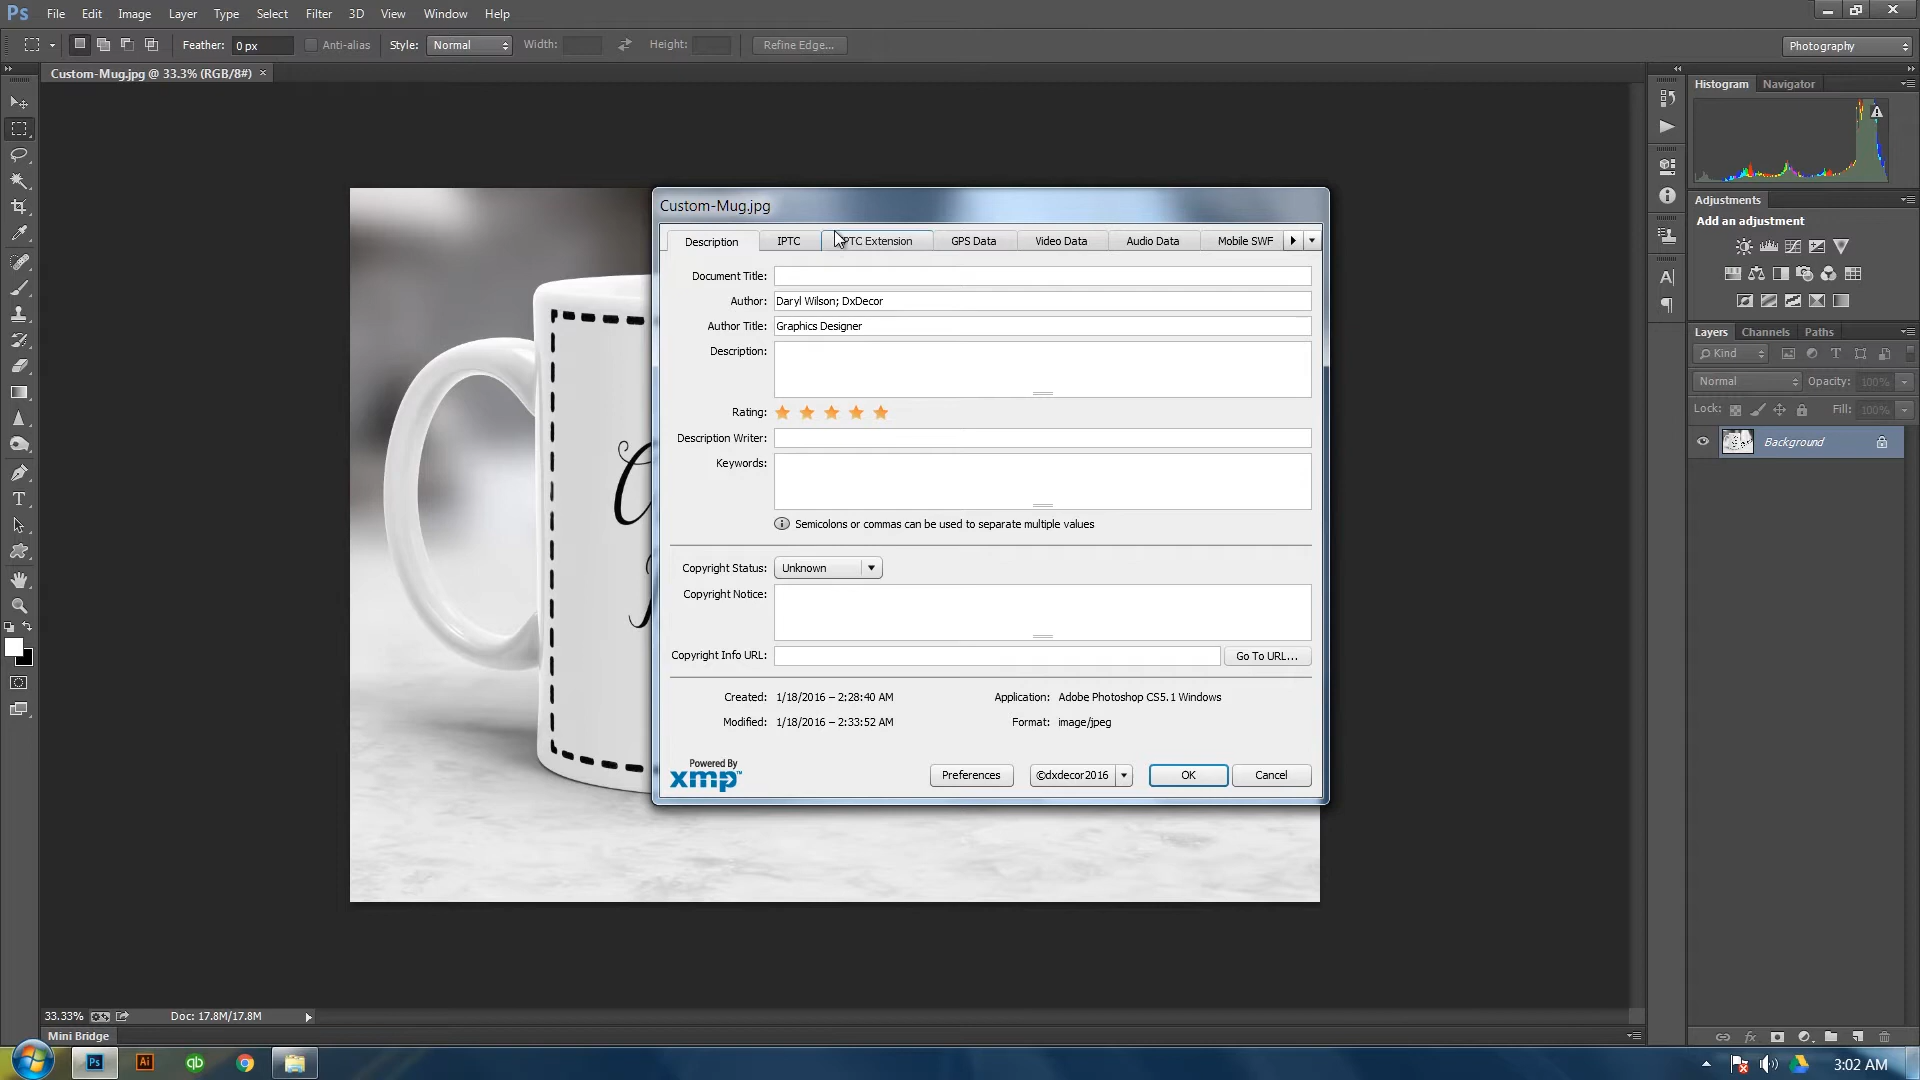 Ps File Edit Image Layer Type Select Filter 3D View Window Help
Feather: 0 px Anti-alias Style: Normal Width: Height: Refine Edge... Photography
Custom-Mug.jpg @ 33.3% (RGB/8#) ×
Histogram Navigator
Adjustments
Add an adjustment
Layers Channels Paths
Kind
Normal Opacity: 100%
Lock: Fill: 100%
Background
Custom-Mug.jpg
Description IPTC IPTC Extension GPS Data Video Data Audio Data Mobile SWF
Document Title:
Author: Daryl Wilson; DxDecor
Author Title: Graphics Designer
Description:
Rating:
Description Writer:
Keywords:
Semicolons or commas can be used to separate multiple values
Copyright Status: Unknown
Copyright Notice:
Copyright Info URL: Go To URL...
Created: 1/18/2016 – 2:28:40 AM Application: Adobe Photoshop CS5.1 Windows
Modified: 1/18/2016 – 2:33:52 AM Format: image/jpeg
Powered By
xmp™ Preferences ©dxdecor2016 OK Cancel
33.33% Doc: 17.8M/17.8M
Mini Bridge
Ps Ai qb 3:02 AM